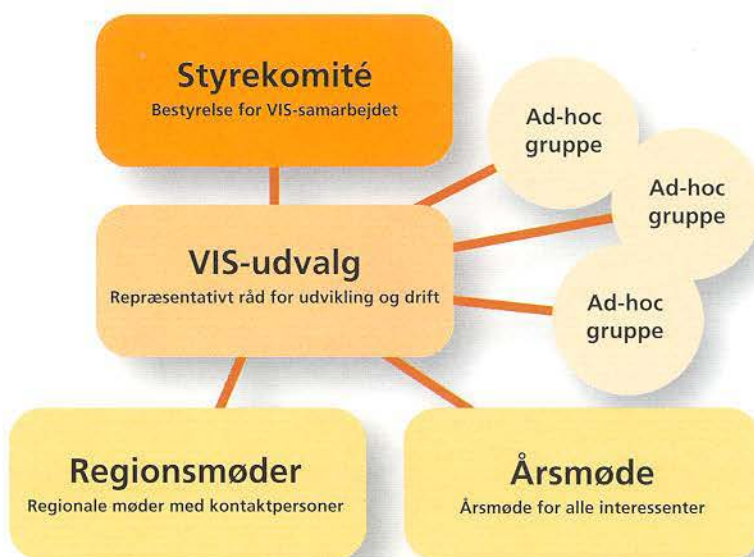 Styrekomité
Bestyrelse for VIS-samarbejdet
Ad-hoc
gruppe
Ad-hoc
gruppe
VIS-udvalg
Repræsentativt råd for udvikling og drift
Ad-hoc
gruppe
Regionsmøder
Regionale møder med kontaktpersoner
Årsmøde
Årsmøde for alle interessenter